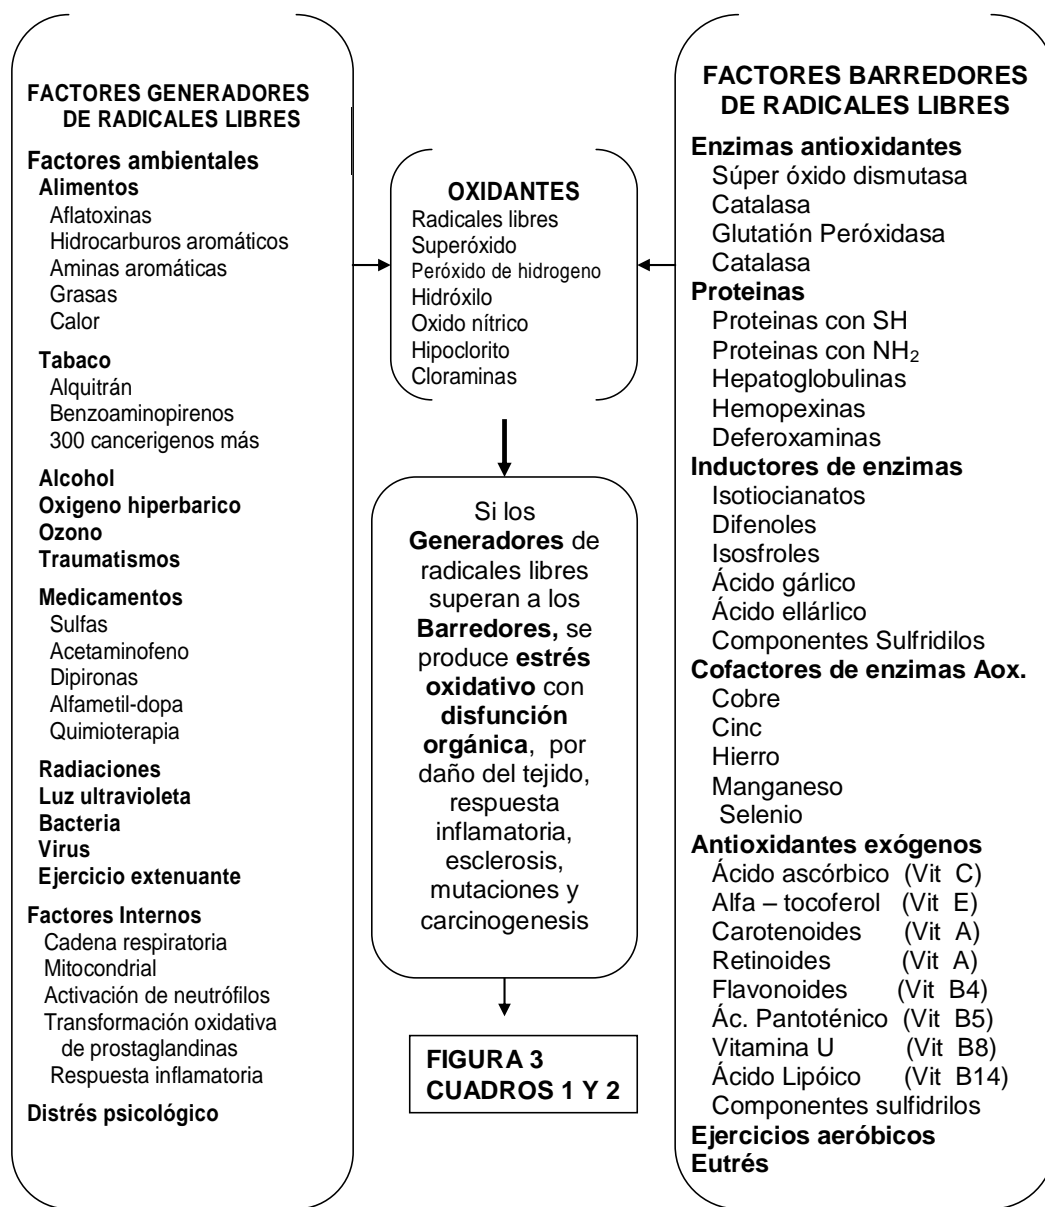 FACTORES GENERADORES
DE RADICALES LIBRES
Factores ambientales
Alimentos
Aflatoxinas
Hidrocarburos aromáticos
Aminas aromáticas
Grasas
Calor
Tabaco
Alquitrán
Benzoaminopirenos
300 cancerigenos más
Alcohol
Oxigeno hiperbarico
Ozono
Traumatismos
Medicamentos
Sulfas
Acetaminofeno
Dipironas
Alfametil-dopa
Quimioterapia
Radiaciones
Luz ultravioleta
Bacteria
Virus
Ejercicio extenuante
Factores Internos
Cadena respiratoria
Mitocondrial
Activación de neutrófilos
Transformación oxidativa
de prostaglandinas
Respuesta inflamatoria
Distrés psicológico
OXIDANTES
Radicales libres
Superóxido
Peróxido de hidrogeno
Hidróxilo
Oxido nítrico
Hipoclorito
Cloraminas
Si los
Generadores de
radicales libres
superan a los
Barredores, se
produce estrés
oxidativo con
disfunción
orgánica, por
daño del tejido,
respuesta
inflamatoria,
esclerosis,
mutaciones y
carcinogenesis
FIGURA 3
CUADROS 1 Y 2
FACTORES BARREDORES
DE RADICALES LIBRES
Enzimas antioxidantes
Súper óxido dismutasa
Catalasa
Glutatión Peróxidasa
Catalasa
Proteinas
Proteinas con SH
Proteinas con NH₂
Hepatoglobulinas
Hemopexinas
Deferoxaminas
Inductores de enzimas
Isotiocianatos
Difenoles
Isosfroles
Ácido gárlico
Ácido ellárlico
Componentes Sulfridilos
Cofactores de enzimas Aox.
Cobre
Cinc
Hierro
Manganeso
Selenio
Antioxidantes exógenos
Ácido ascórbico (Vit C)
Alfa – tocoferol (Vit E)
Carotenoides (Vit A)
Retinoides (Vit A)
Flavonoides (Vit B4)
Ác. Pantoténico (Vit B5)
Vitamina U (Vit B8)
Ácido Lipóico (Vit B14)
Componentes sulfidrilos
Ejercicios aeróbicos
Eutrés